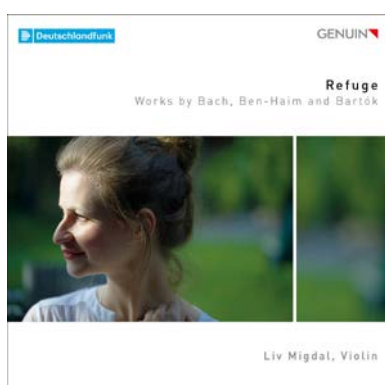 Deutschlandfunk
GENUIN
Refuge
Works by Bach, Ben-Haim and Bartók
Liv Migdal, Violin